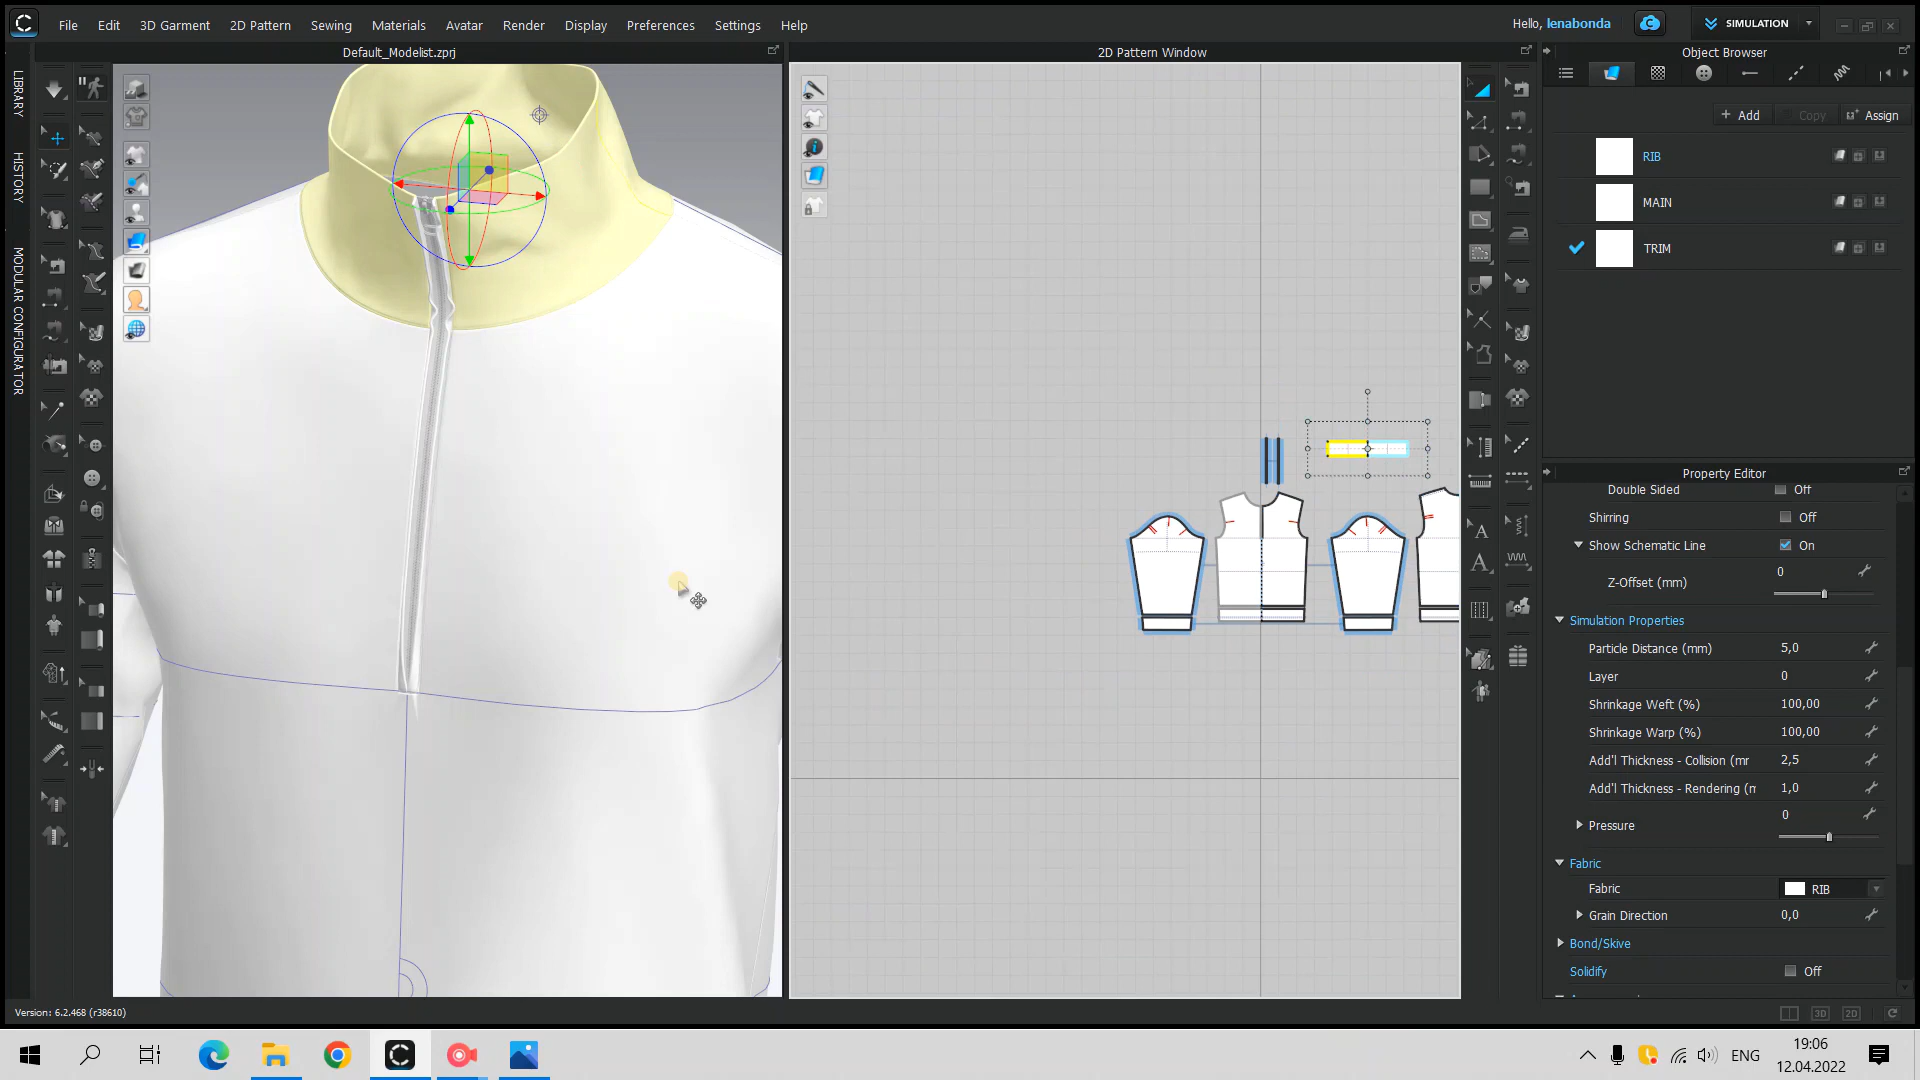 File Edit 3D Garment 2D Pattern Sewing Materials Avatar Render Display Preferences Settings Help
Hello, lenabonda
SIMULATION
Default_Modelist.zprj
2D Pattern Window
Object Browser
LIBRARY
HISTORY
MODULAR CONFIGURATOR
+ Add Copy Assign
RIB
MAIN
TRIM
Property Editor
Double Sided Off
Shirring Off
Show Schematic Line On
Z-Offset (mm) 0
Simulation Properties
Particle Distance (mm) 5,0
Layer 0
Shrinkage Weft (%) 100,00
Shrinkage Warp (%) 100,00
Add'l Thickness - Collision (mr 2,5
Add'l Thickness - Rendering (r 1,0
Pressure 0
Fabric
Fabric RIB
Grain Direction 0,0
Bond/Skive
Solidify Off
Version: 6.2.468 (r38610)
3D 2D
ENG
19:06
12.04.2022